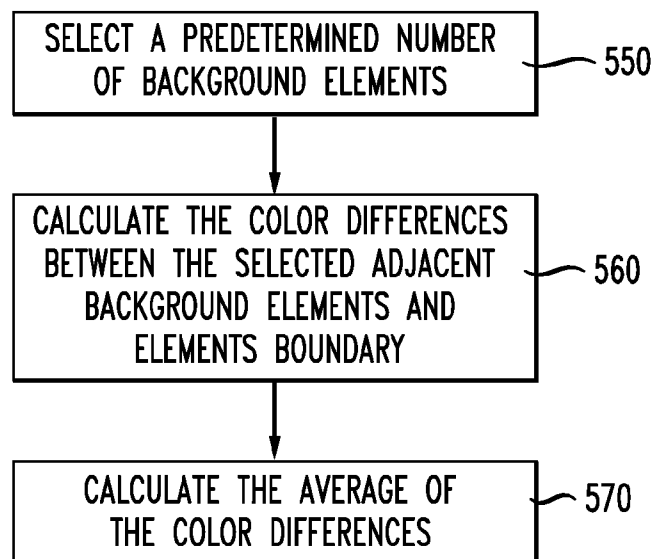 SELECT A PREDETERMINED NUMBER
OF BACKGROUND ELEMENTS
550
CALCULATE THE COLOR DIFFERENCES
BETWEEN THE SELECTED ADJACENT
BACKGROUND ELEMENTS AND
ELEMENTS BOUNDARY
560
CALCULATE THE AVERAGE OF
THE COLOR DIFFERENCES
570